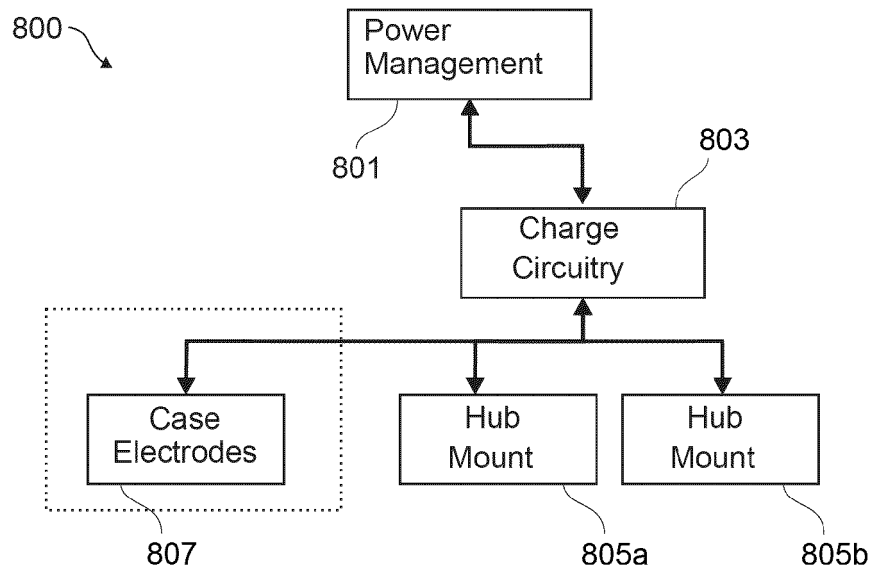 800
Power
Management
801
803
Charge
Circuitry
Case
Electrodes
Hub
Mount
Hub
Mount
807
805a
805b